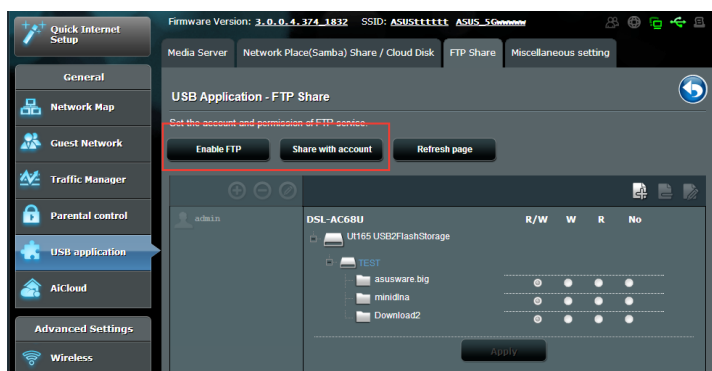 Quick Internet
Setup
Firmware Version: 3.0.0.4.374_1832 SSID: ASUSttttt ASUS_5Gwwwww
Media Server Network Place(Samba) Share / Cloud Disk FTP Share Miscellaneous setting
General
Network Map
Guest Network
Traffic Manager
Parental control
USB application
AiCloud
Advanced Settings
Wireless
USB Application - FTP Share
Set the account and permission of FTP service.
Enable FTP Share with account Refresh page
admin
DSL-AC68U R/W W R No
Ut165 USB2FlashStorage
TEST
asusware.big
minidlna
Download2
Apply